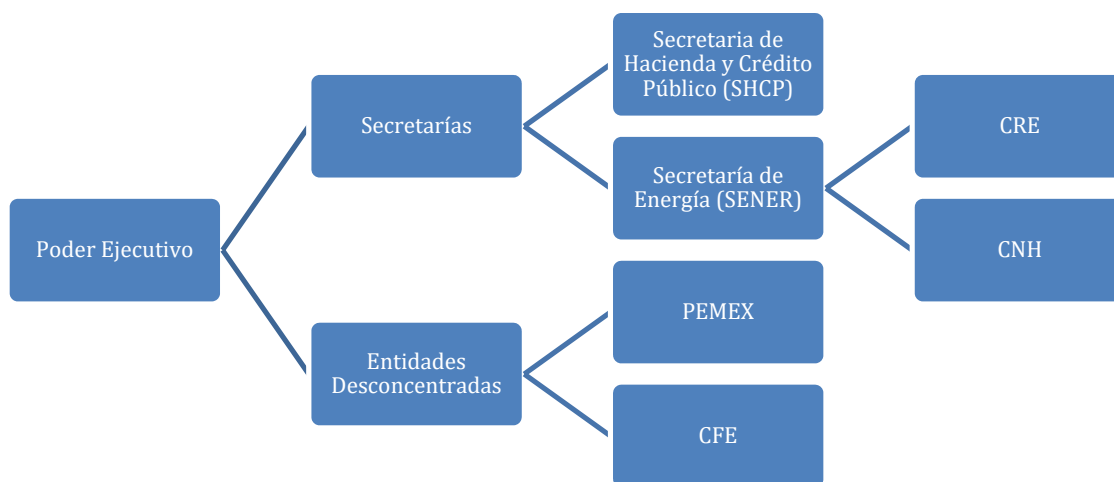 Poder Ejecutivo
Secretarías
Secretaria de
Hacienda y Crédito
Público (SHCP)
Secretaría de
Energía (SENER)
CRE
CNH
Entidades
Desconcentradas
PEMEX
CFE